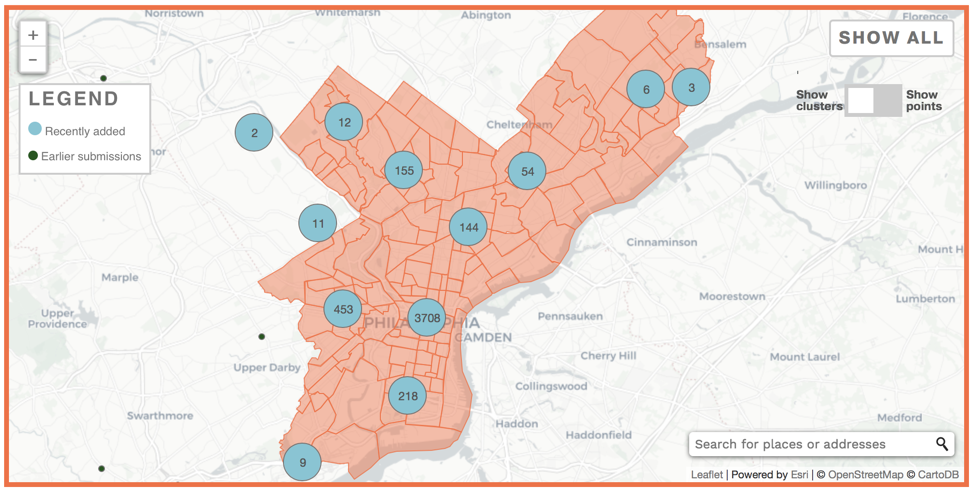 Norristown
Whitemarsh
Abington
Florence
+
−
SHOW ALL
Bensalem
LEGEND
Recently added
Earlier submissions
Show
clusters
Show
points
6
3
2
12
Cheltenham
155
54
Willingboro
11
144
Cinnaminson
Mount H
Marple
Moorestown
Lumberton
Upper
Providence
453
3708
PHILADELPHIA
Pennsauken
CAMDEN
Cherry Hill
Mount Laurel
Upper Darby
Collingswood
218
Swarthmore
Haddon
Medford
Haddonfield
Search for places or addresses
9
Leaflet | Powered by Esri | © OpenStreetMap © CartoDB